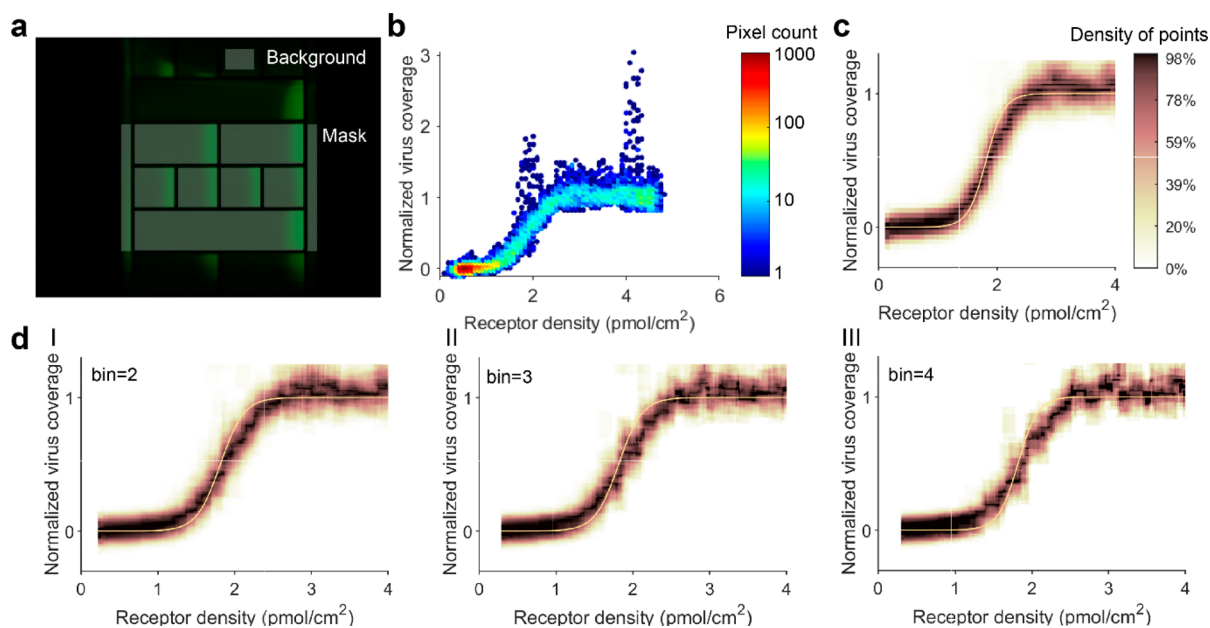 a
Background
Mask
b
Pixel count
Normalized virus coverage
3
2
1
0
0
2
4
6
Receptor density (pmol/cm²)
1000
100
10
1
c
Density of points
Normalized virus coverage
1
0
0
2
4
Receptor density (pmol/cm²)
98%
78%
59%
39%
20%
0%
d
I
bin=2
Normalized virus coverage
1
0
0
1
2
3
4
Receptor density (pmol/cm²)
II
bin=3
Normalized virus coverage
1
0
0
1
2
3
4
Receptor density (pmol/cm²)
III
bin=4
Normalized virus coverage
1
0
0
1
2
3
4
Receptor density (pmol/cm²)